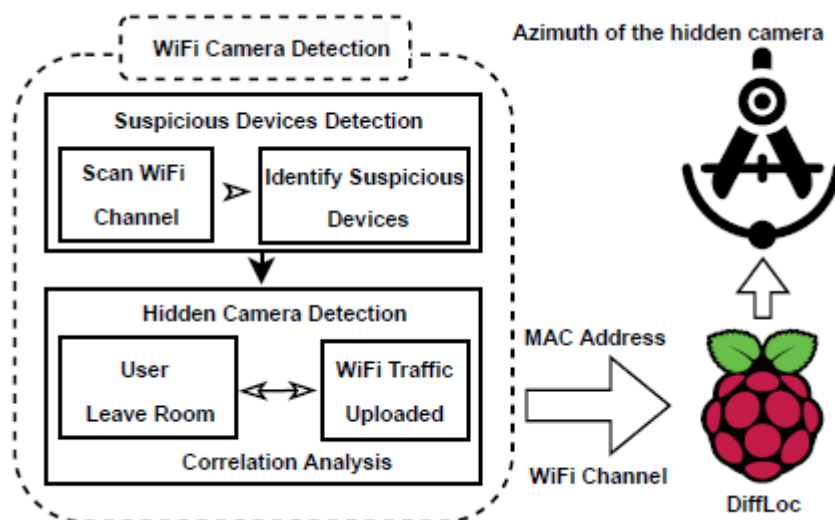 WiFi Camera Detection
Suspicious Devices Detection
Scan WiFi
Channel
Identify Suspicious
Devices
Hidden Camera Detection
User
Leave Room
WiFi Traffic
Uploaded
Correlation Analysis
MAC Address
WiFi Channel
Azimuth of the hidden camera
DiffLoc